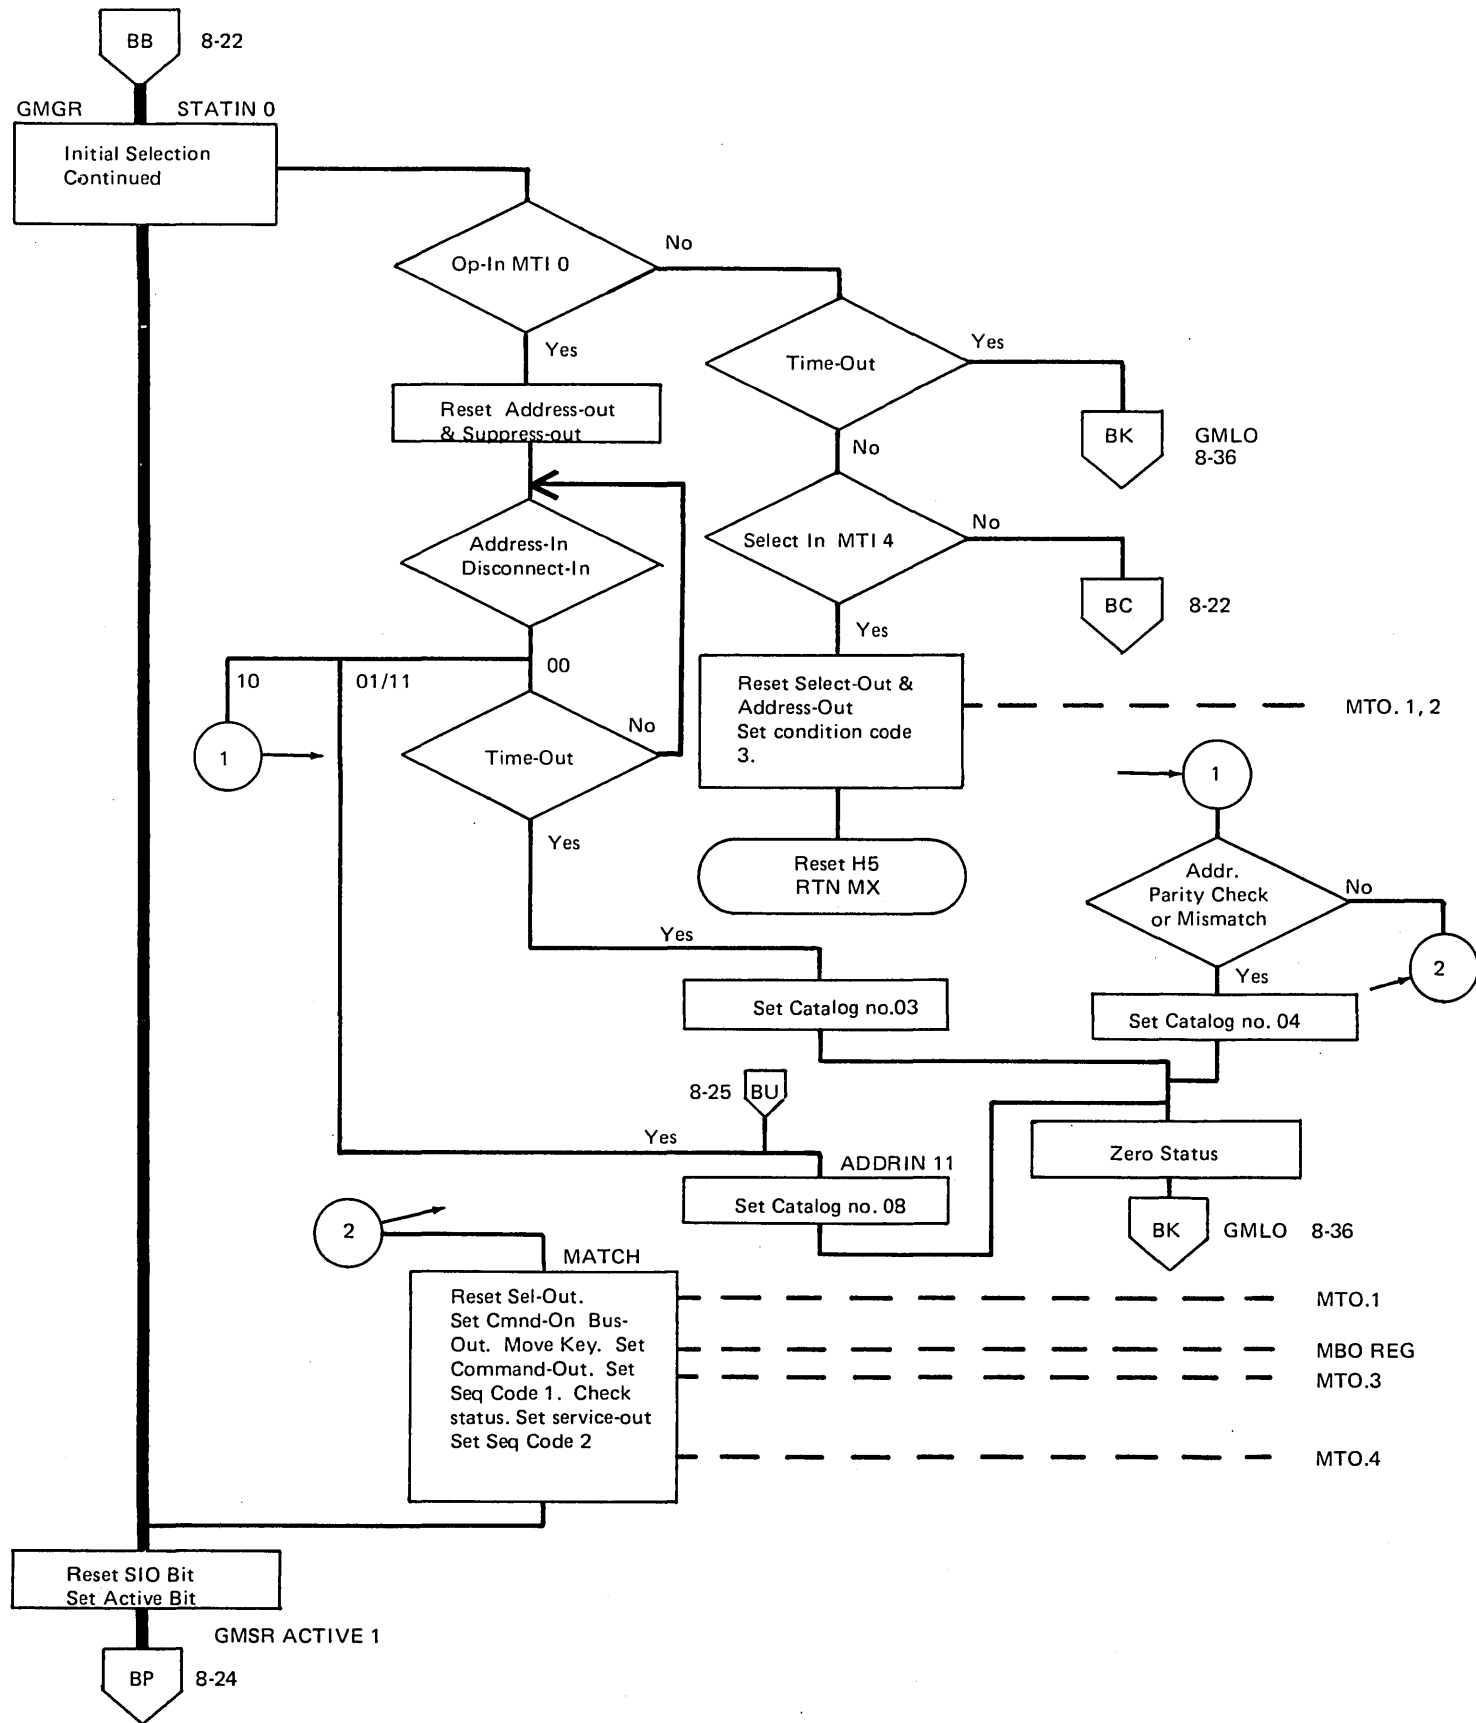 BB
8-22
GMGR
STATIN 0
Initial Selection
Continued
Op-In MTI 0
No
Yes
Time-Out
Yes
Reset Address-out
& Suppress-out
BK
GMLO
8-36
No
Address-In
Disconnect-In
Select In MTI 4
No
BC
8-22
Yes
10
01/11
00
Reset Select-Out &
Address-Out
Set condition code
3.
MTO. 1, 2
1
Time-Out
No
1
Yes
Reset H5
RTN MX
Addr.
Parity Check
or Mismatch
No
Yes
2
Yes
Set Catalog no.03
Set Catalog no. 04
8-25
BU
Yes
ADDRIN 11
Zero Status
Set Catalog no. 08
2
BK
GMLO 8-36
MATCH
Reset Sel-Out.
Set Cmnd-On Bus-
Out. Move Key. Set
Command-Out. Set
Seq Code 1. Check
status. Set service-out
Set Seq Code 2
MTO.1
MBO REG
MTO.3
MTO.4
Reset SIO Bit
Set Active Bit
GMSR ACTIVE 1
BP
8-24